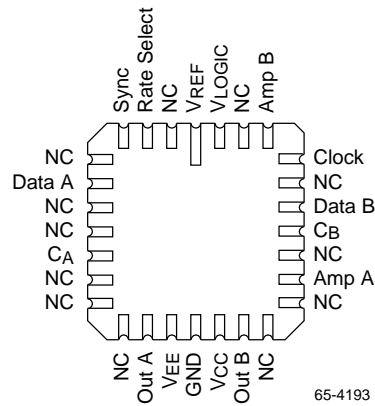 Sync
Rate Select
NC
VREF
VLOGIC
NC
Amp B
NC
Data A
NC
NC
CA
NC
NC
Clock
NC
Data B
CB
NC
Amp A
NC
NC
Out A
VEE
GND
VCC
Out B
NC
65-4193